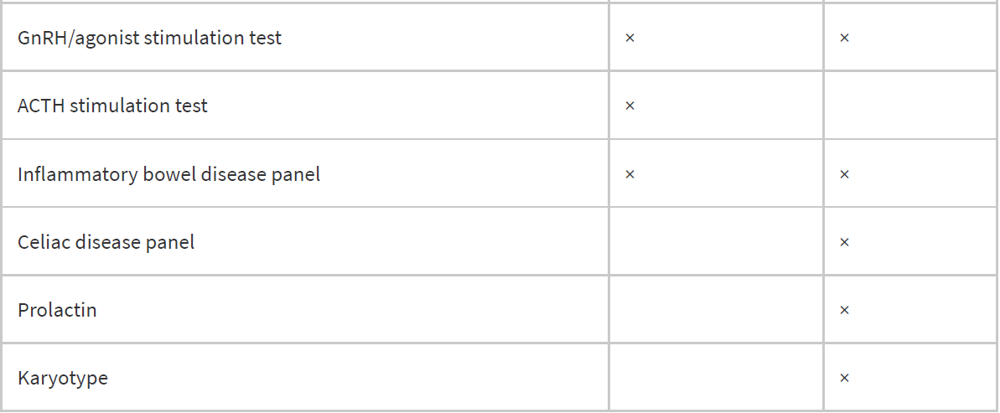 GnRH/agonist stimulation test × ×
ACTH stimulation test ×
Inflammatory bowel disease panel × ×
Celiac disease panel ×
Prolactin ×
Karyotype ×